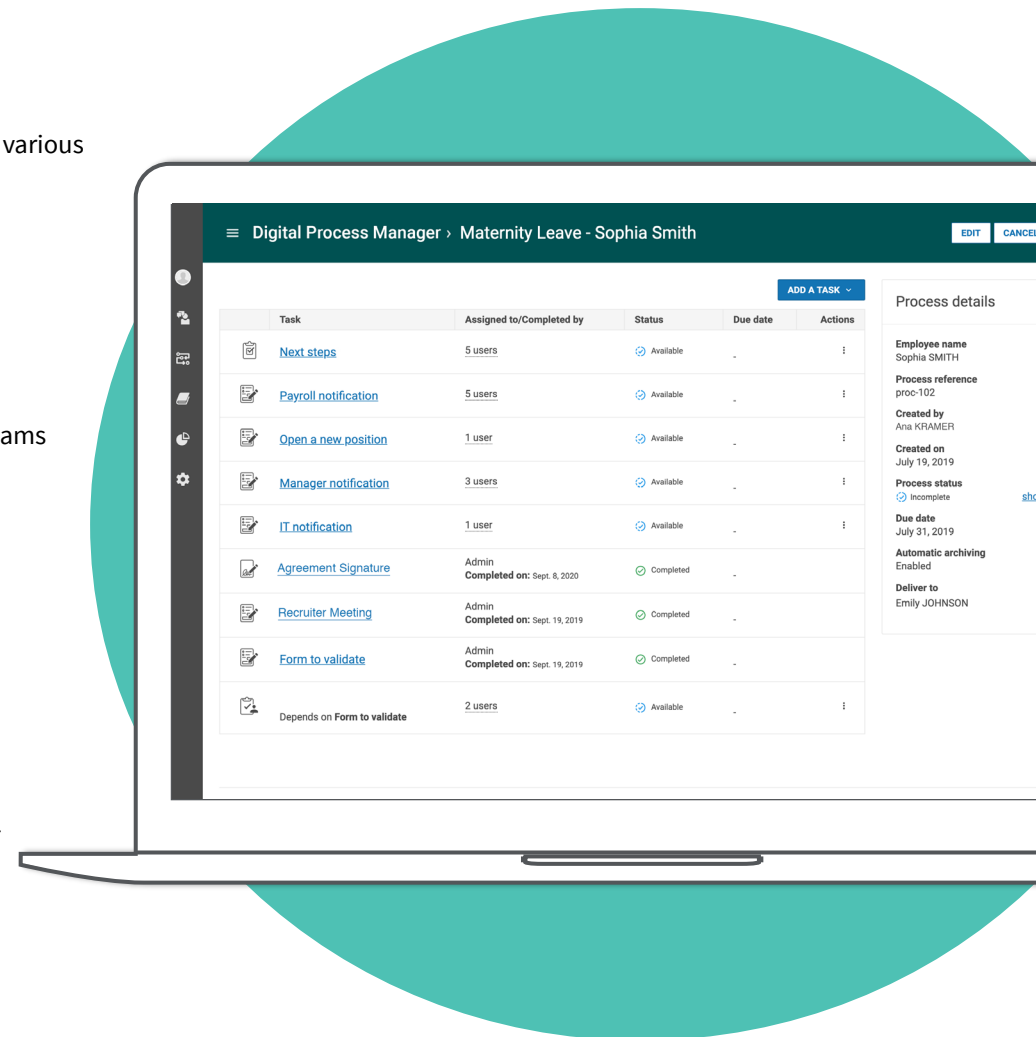 various
ams
Digital Process Manager › Maternity Leave - Sophia Smith
EDIT CANCEL
ADD A TASK
Task Assigned to/Completed by Status Due date Actions
Next steps 5 users Available -
Payroll notification 5 users Available -
Open a new position 1 user Available -
Manager notification 3 users Available -
IT notification 1 user Available -
Agreement Signature Admin Completed -
Completed on: Sept. 8, 2020
Recruiter Meeting Admin Completed -
Completed on: Sept. 19, 2019
Form to validate Admin Completed -
Completed on: Sept. 19, 2019
Depends on Form to validate 2 users Available -
Process details
Employee name
Sophia SMITH
Process reference
proc-102
Created by
Ana KRAMER
Created on
July 19, 2019
Process status
Incomplete sho
Due date
July 31, 2019
Automatic archiving
Enabled
Deliver to
Emily JOHNSON